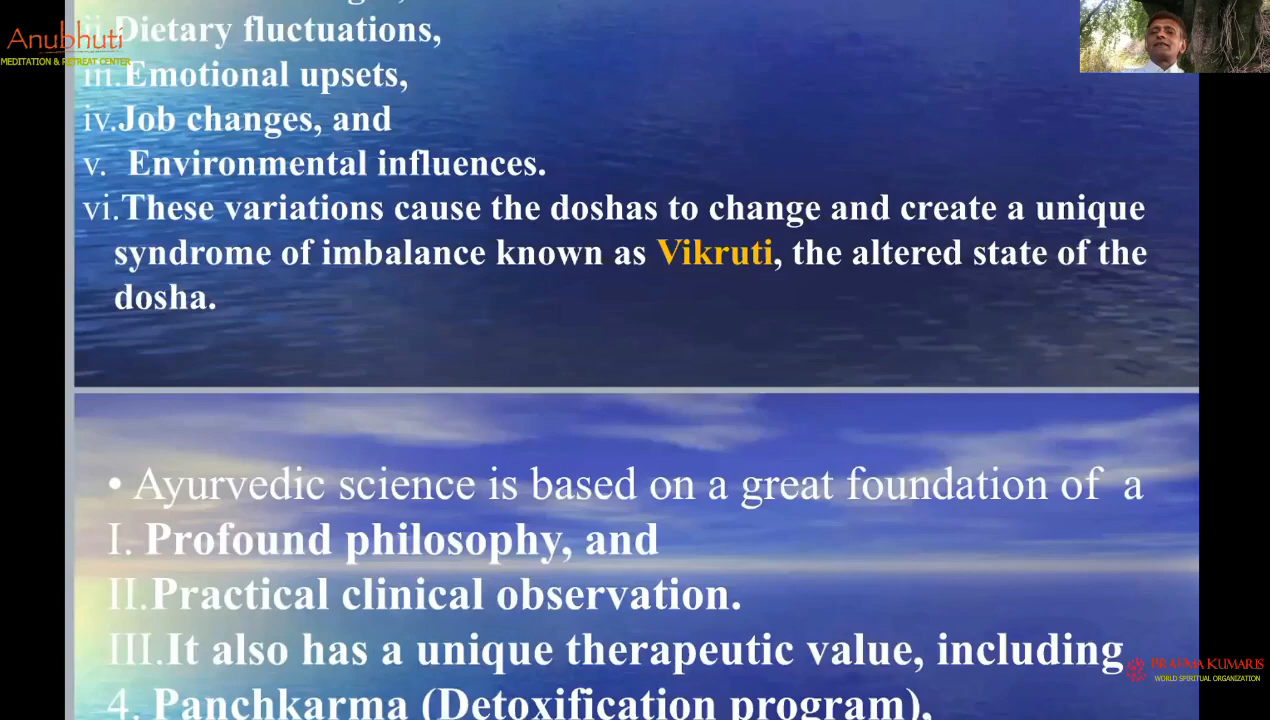 Anubhuti
MEDITATION & RETREAT CENTER
ii.Dietary fluctuations,
iii.Emotional upsets,
iv.Job changes, and
v. Environmental influences.
vi.These variations cause the doshas to change and create a unique
syndrome of imbalance known as Vikruti, the altered state of the
dosha.
• Ayurvedic science is based on a great foundation of a
I. Profound philosophy, and
II.Practical clinical observation.
III.It also has a unique therapeutic value, including
4. Panchkarma (Detoxification program),
BRAHMA KUMARIS
WORLD SPIRITUAL ORGANIZATION